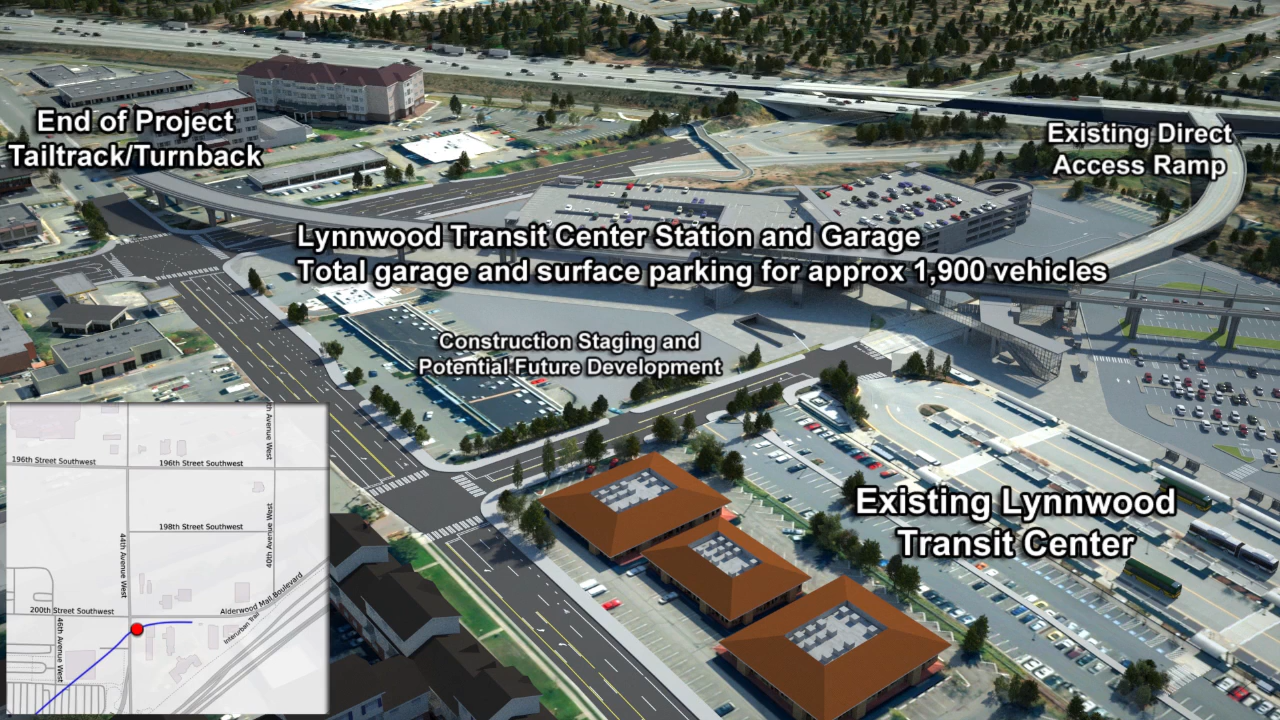 End of Project
Tailtrack/Turnback
Existing Direct
Access Ramp
Lynnwood Transit Center Station and Garage
Total garage and surface parking for approx 1,900 vehicles
Construction Staging and
Potential Future Development
Existing Lynnwood
Transit Center
196th Street Southwest
196th Street Southwest
198th Street Southwest
200th Street Southwest
44th Avenue West
40th Avenue West
th Avenue West
46th Avenue West
Alderwood Mall Boulevard
Interurban Trail